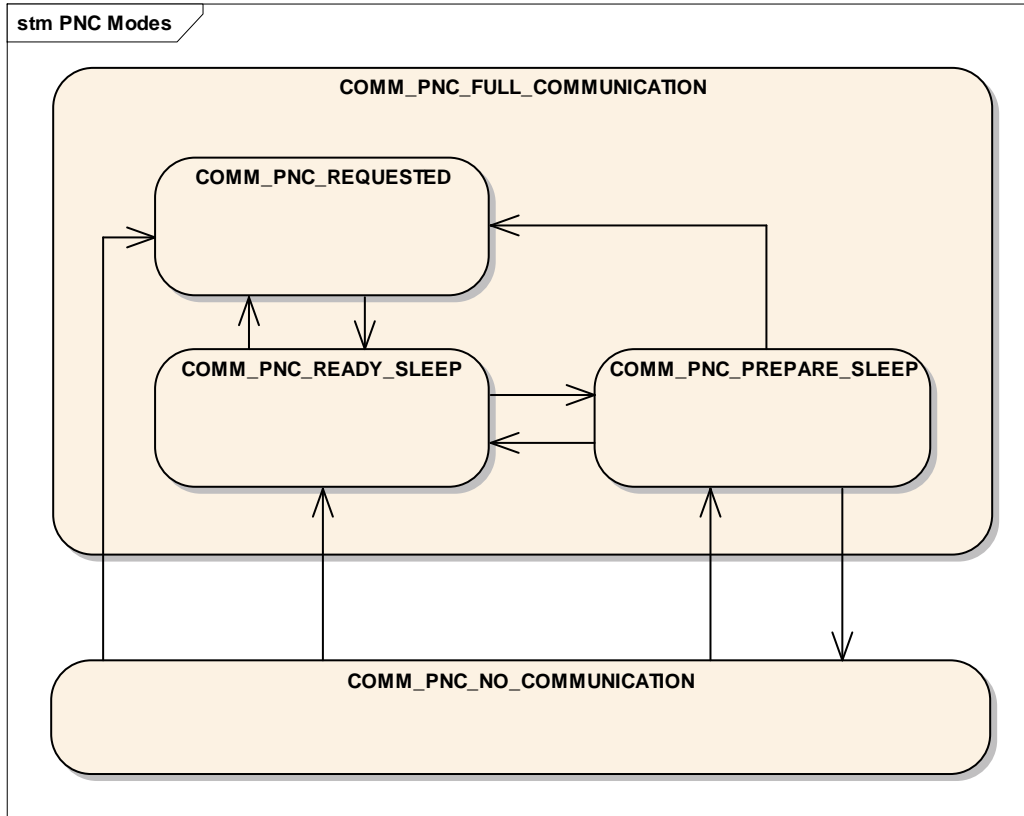 stm PNC Modes
COMM_PNC_FULL_COMMUNICATION
COMM_PNC_REQUESTED
COMM_PNC_READY_SLEEP
COMM_PNC_PREPARE_SLEEP
COMM_PNC_NO_COMMUNICATION